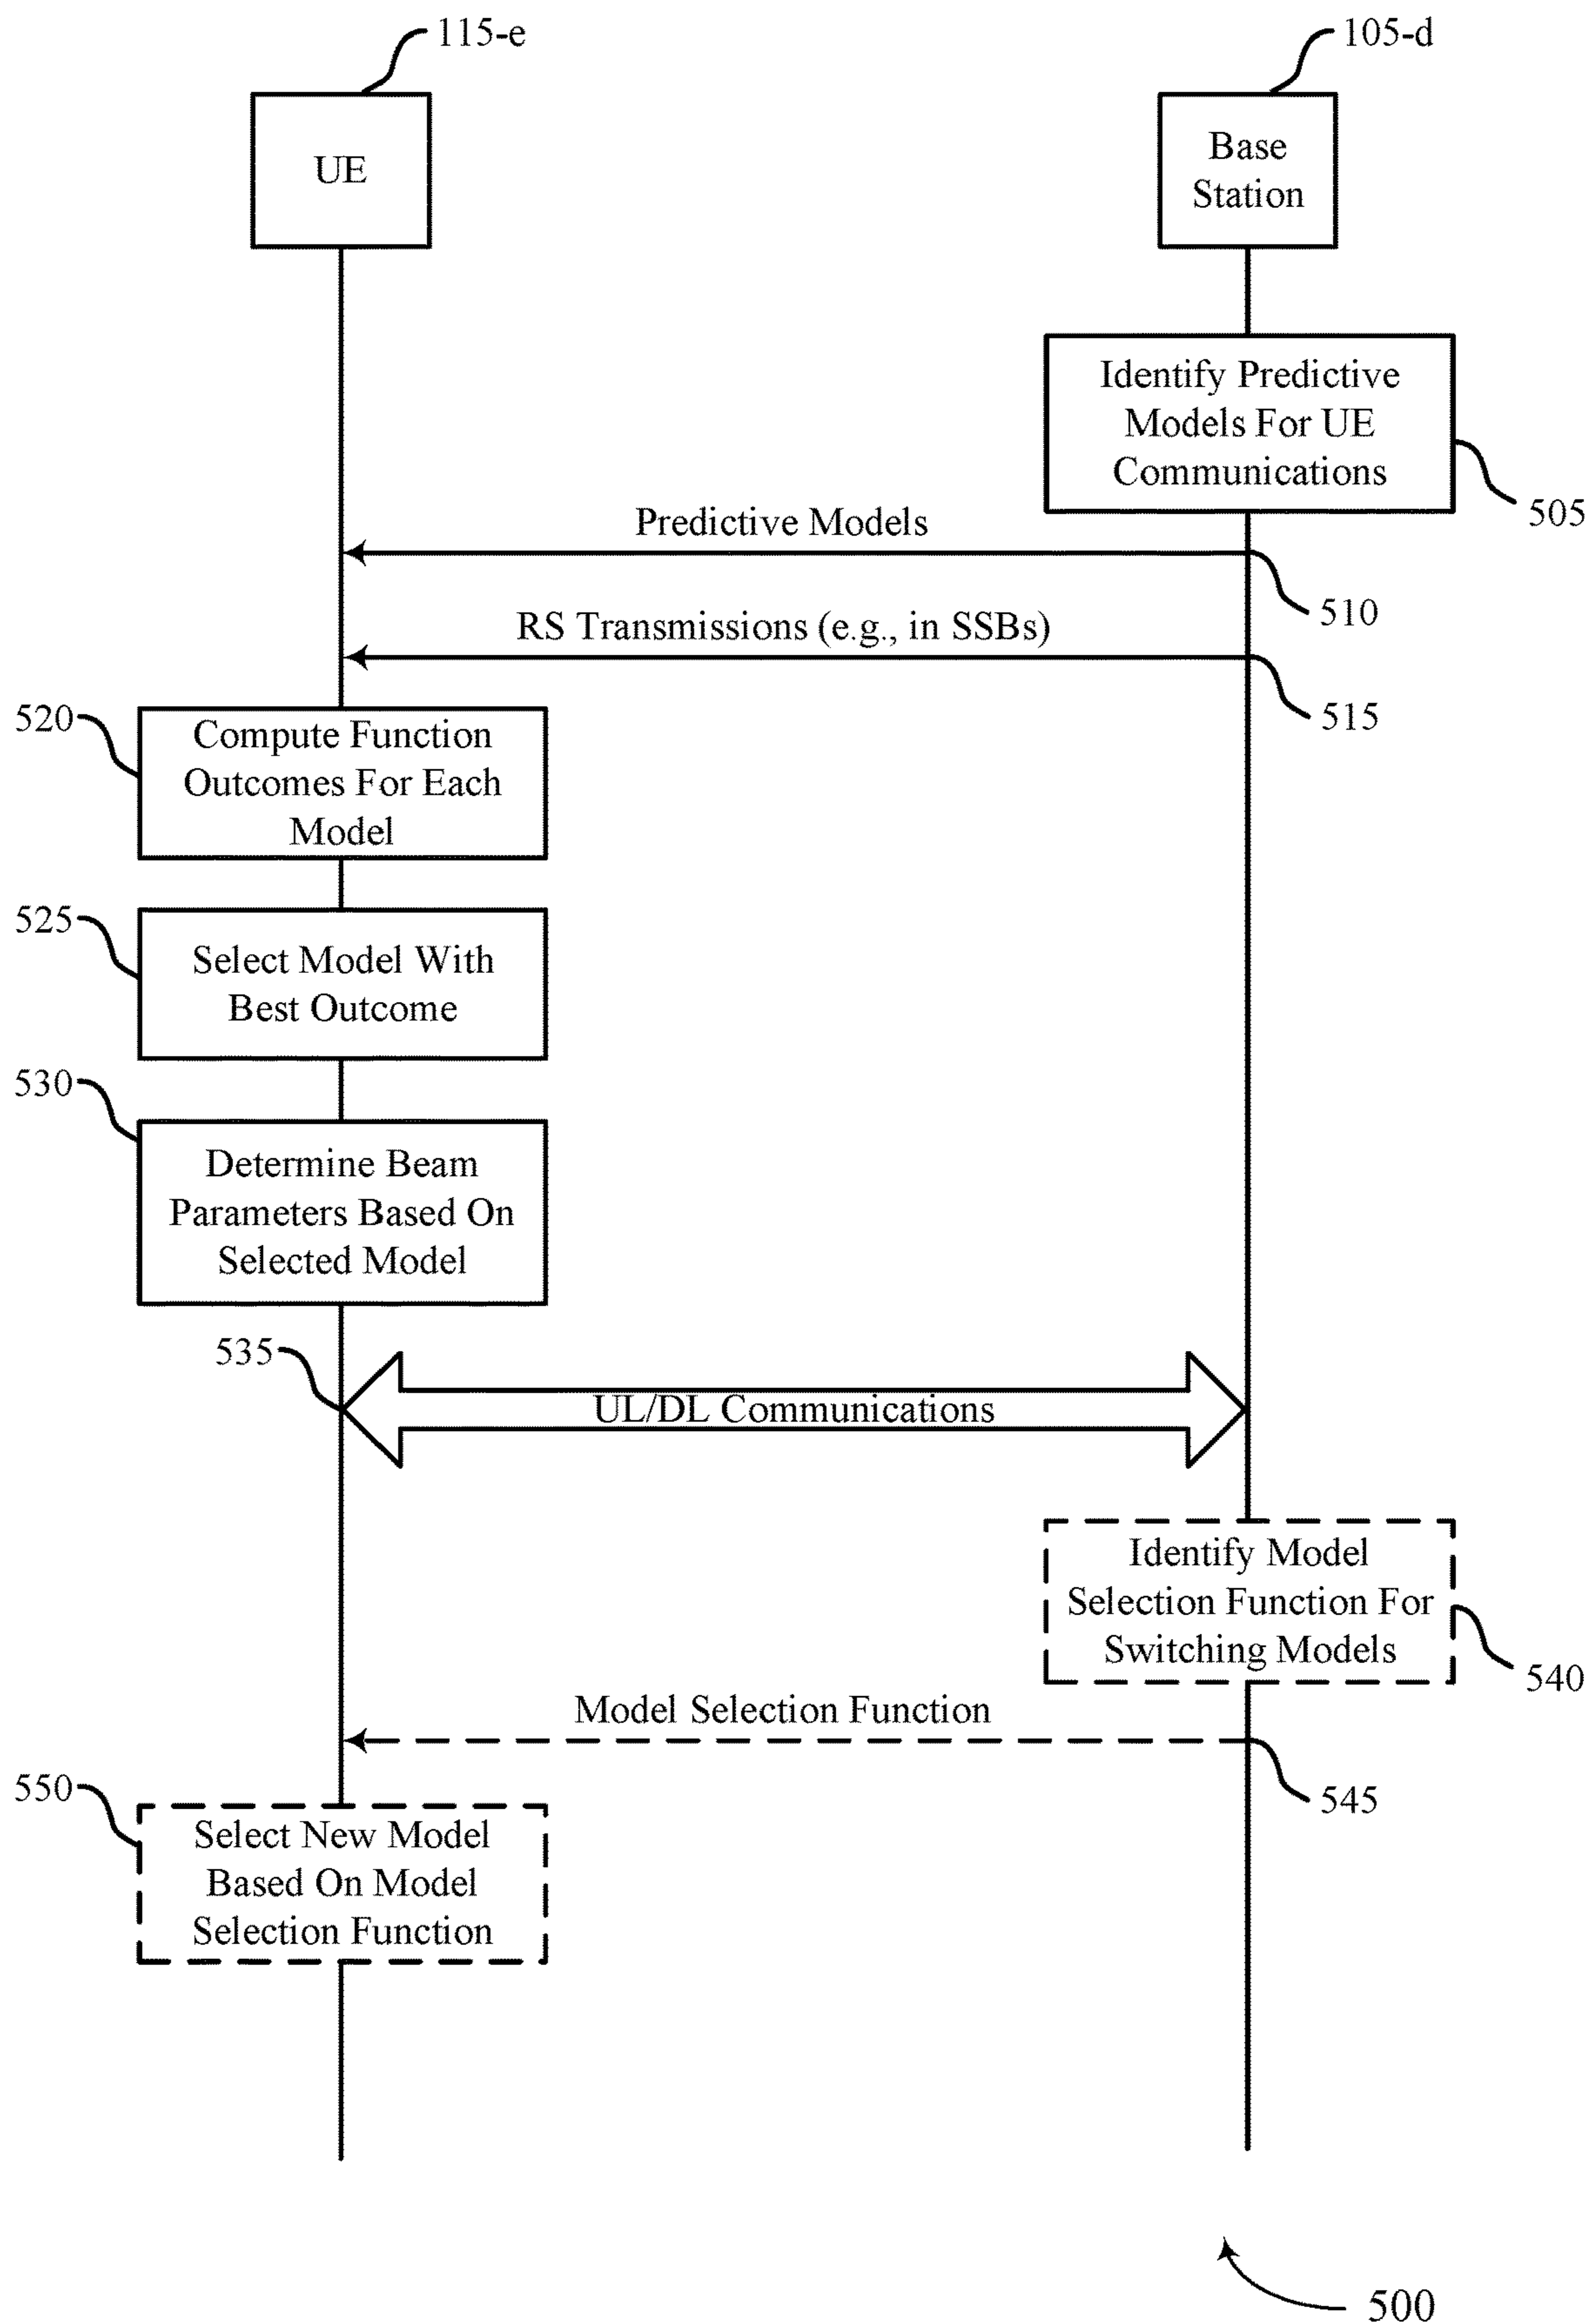 115-e
105-d
UE
Base
Station
Identify Predictive
Models For UE
Communications
505
Predictive Models
510
RS Transmissions (e.g., in SSBs)
515
520
Compute Function
Outcomes For Each
Model
525
Select Model With
Best Outcome
530
Determine Beam
Parameters Based On
Selected Model
535
UL/DL Communications
Identify Model
Selection Function For
Switching Models
540
Model Selection Function
545
550
Select New Model
Based On Model
Selection Function
500